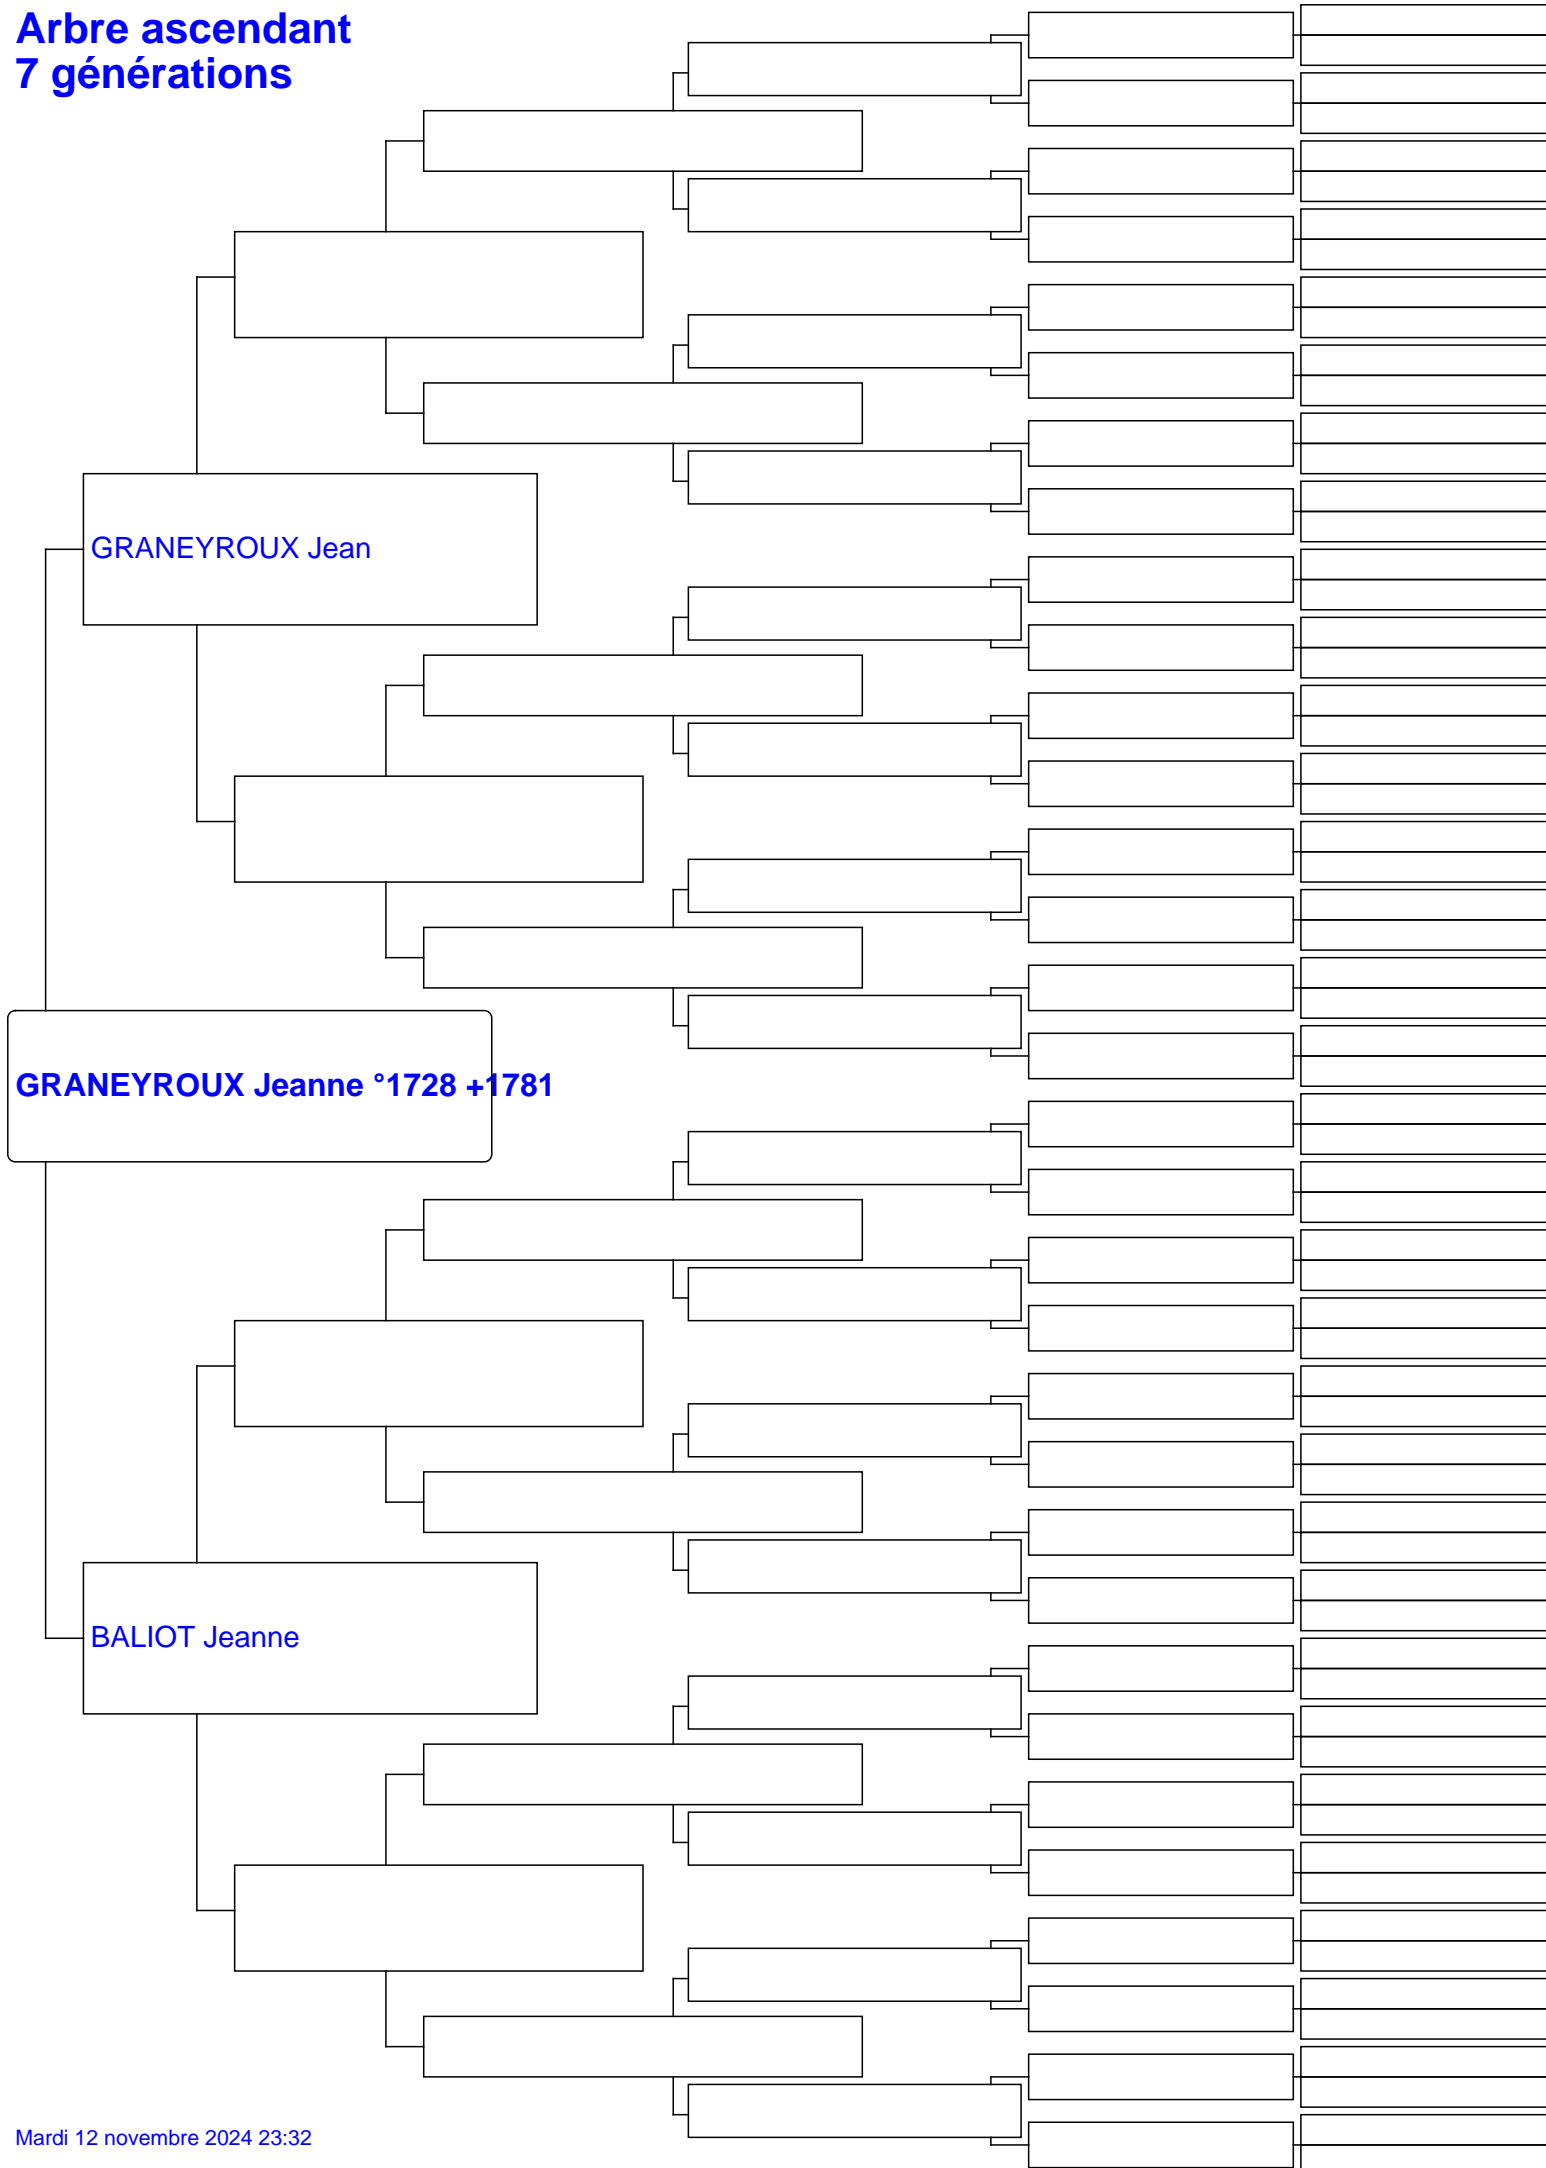 Arbre ascendant
7 générations
GRANEYROUX Jean
GRANEYROUX Jeanne °1728 +1781
BALIOT Jeanne
Mardi 12 novembre 2024 23:32